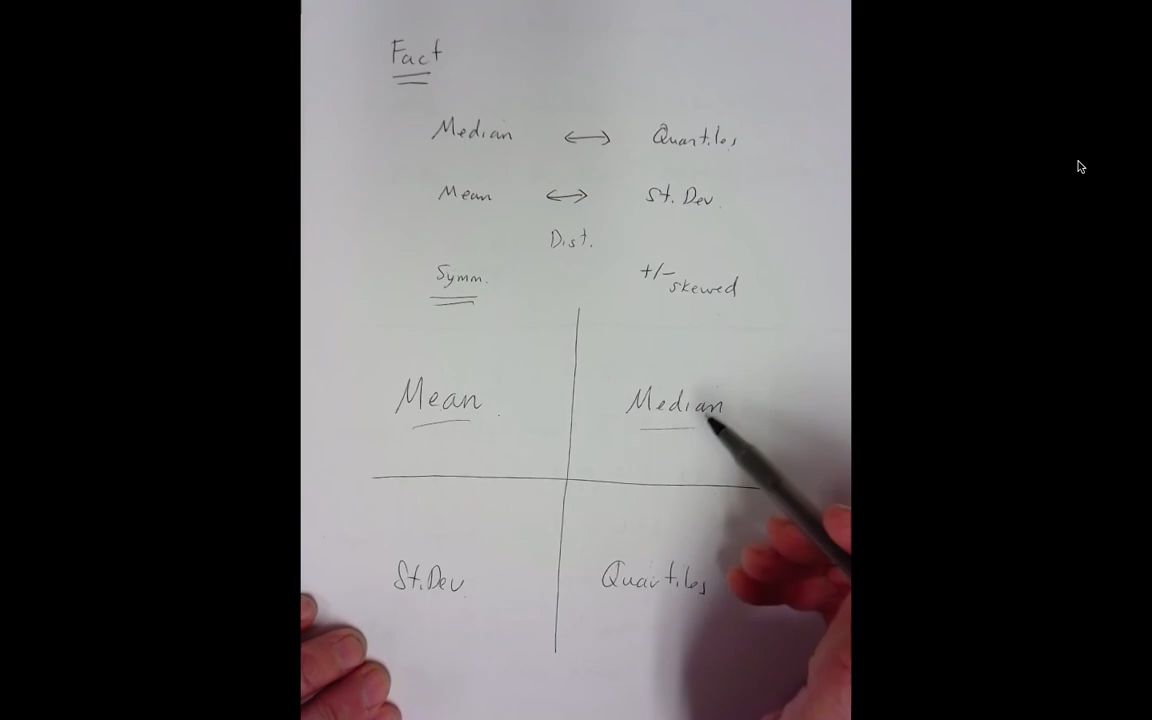 Fact
Median ↔ Quartiles
Mean ↔ St. Dev.
Dist.
Symm. +/- skewed
Mean Median
St. Dev. Quartiles